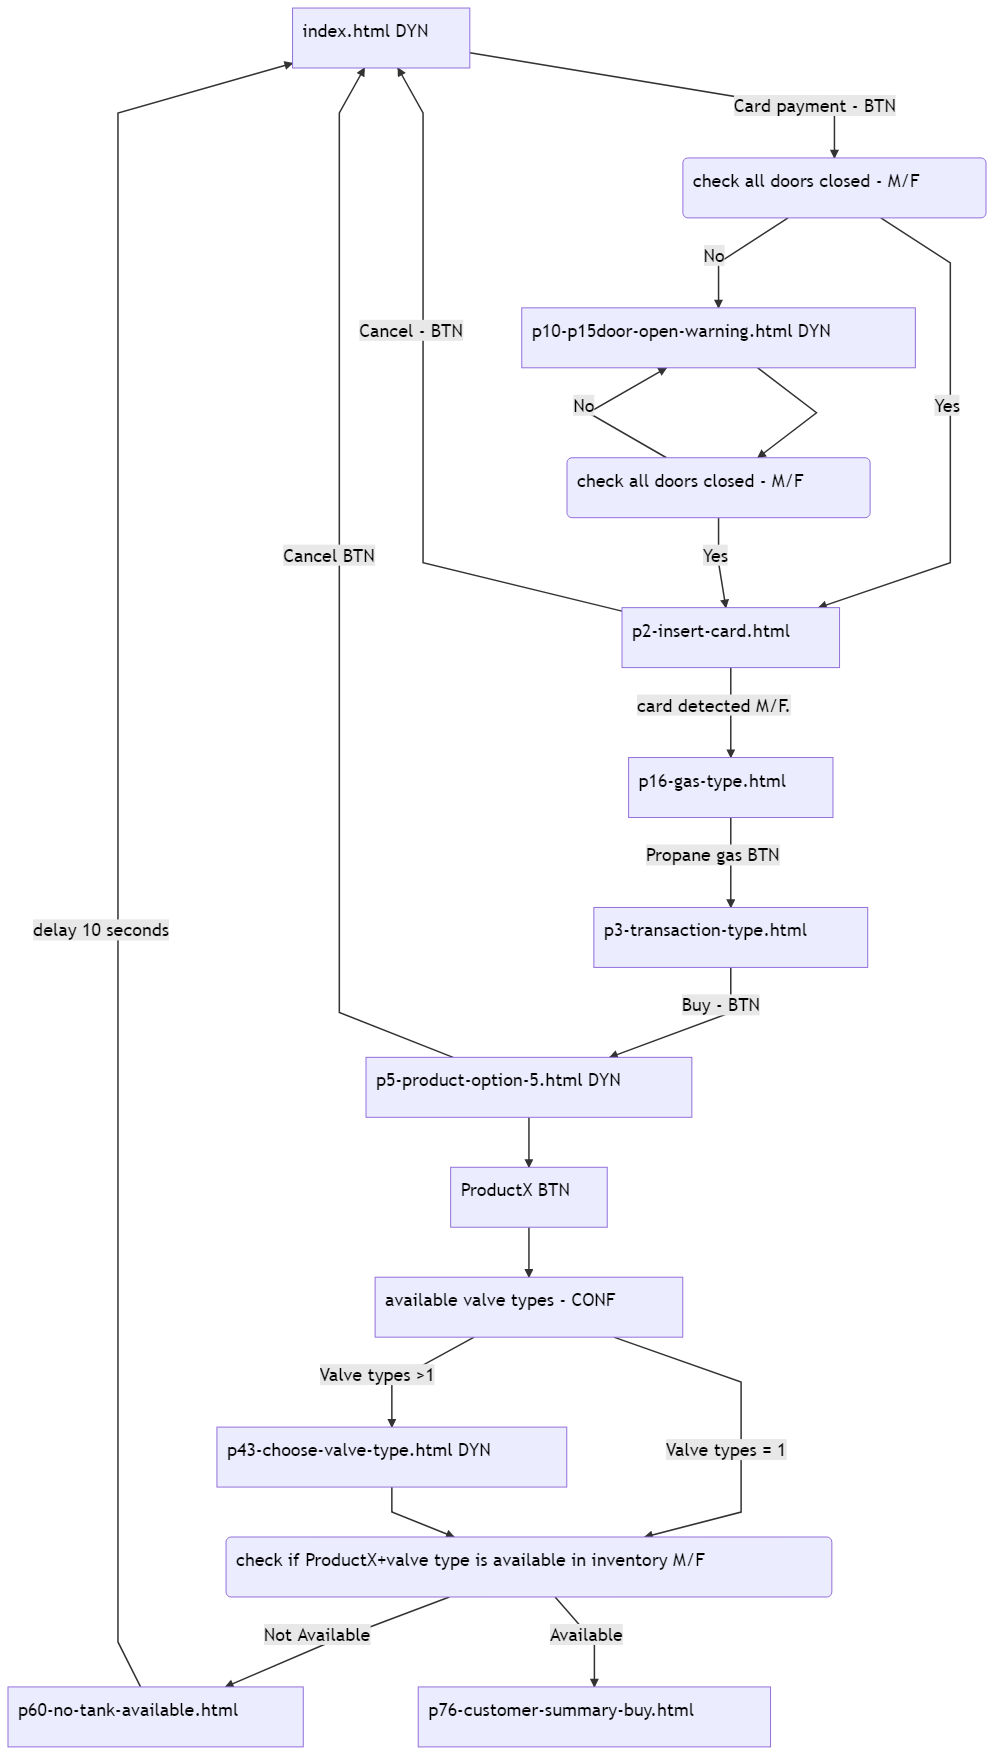 index.html DYN
Card payment - BTN
check all doors closed - M/F
No
Cancel - BTN
p10-p15door-open-warning.html DYN
No
Yes
check all doors closed - M/F
Cancel BTN
Yes
p2-insert-card.html
card detected M/F.
p16-gas-type.html
Propane gas BTN
delay 10 seconds
p3-transaction-type.html
Buy - BTN
p5-product-option-5.html DYN
ProductX BTN
available valve types - CONF
Valve types >1
p43-choose-valve-type.html DYN
Valve types = 1
check if ProductX+valve type is available in inventory M/F
Not Available
Available
p60-no-tank-available.html
p76-customer-summary-buy.html